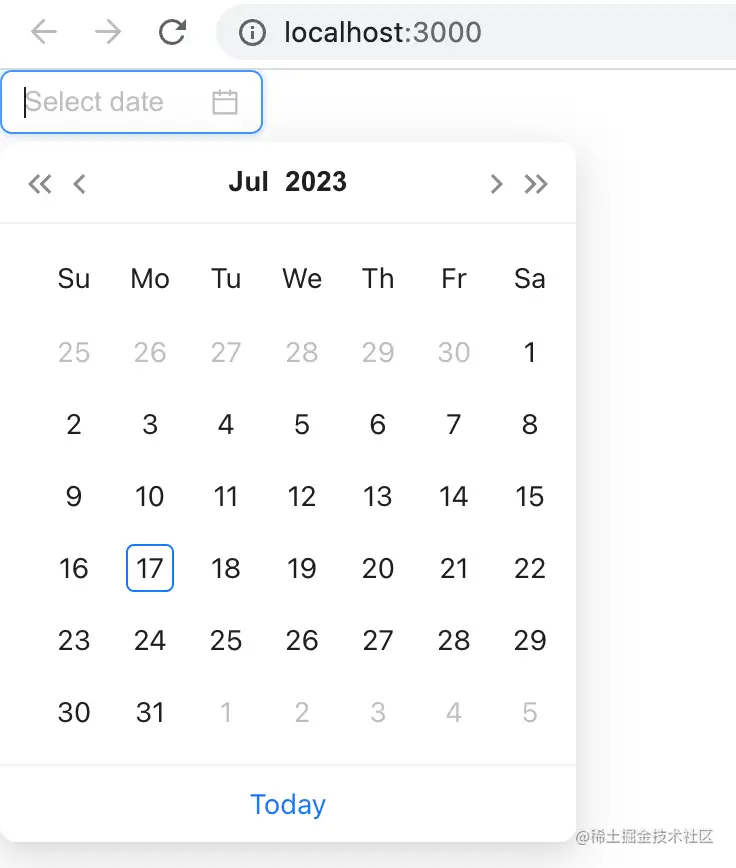 localhost:3000
Select date
Jul 2023
Su Mo Tu We Th Fr Sa
25 26 27 28 29 30 1
2 3 4 5 6 7 8
9 10 11 12 13 14 15
16 17 18 19 20 21 22
23 24 25 26 27 28 29
30 31 1 2 3 4 5
Today
@稀土掘金技术社区